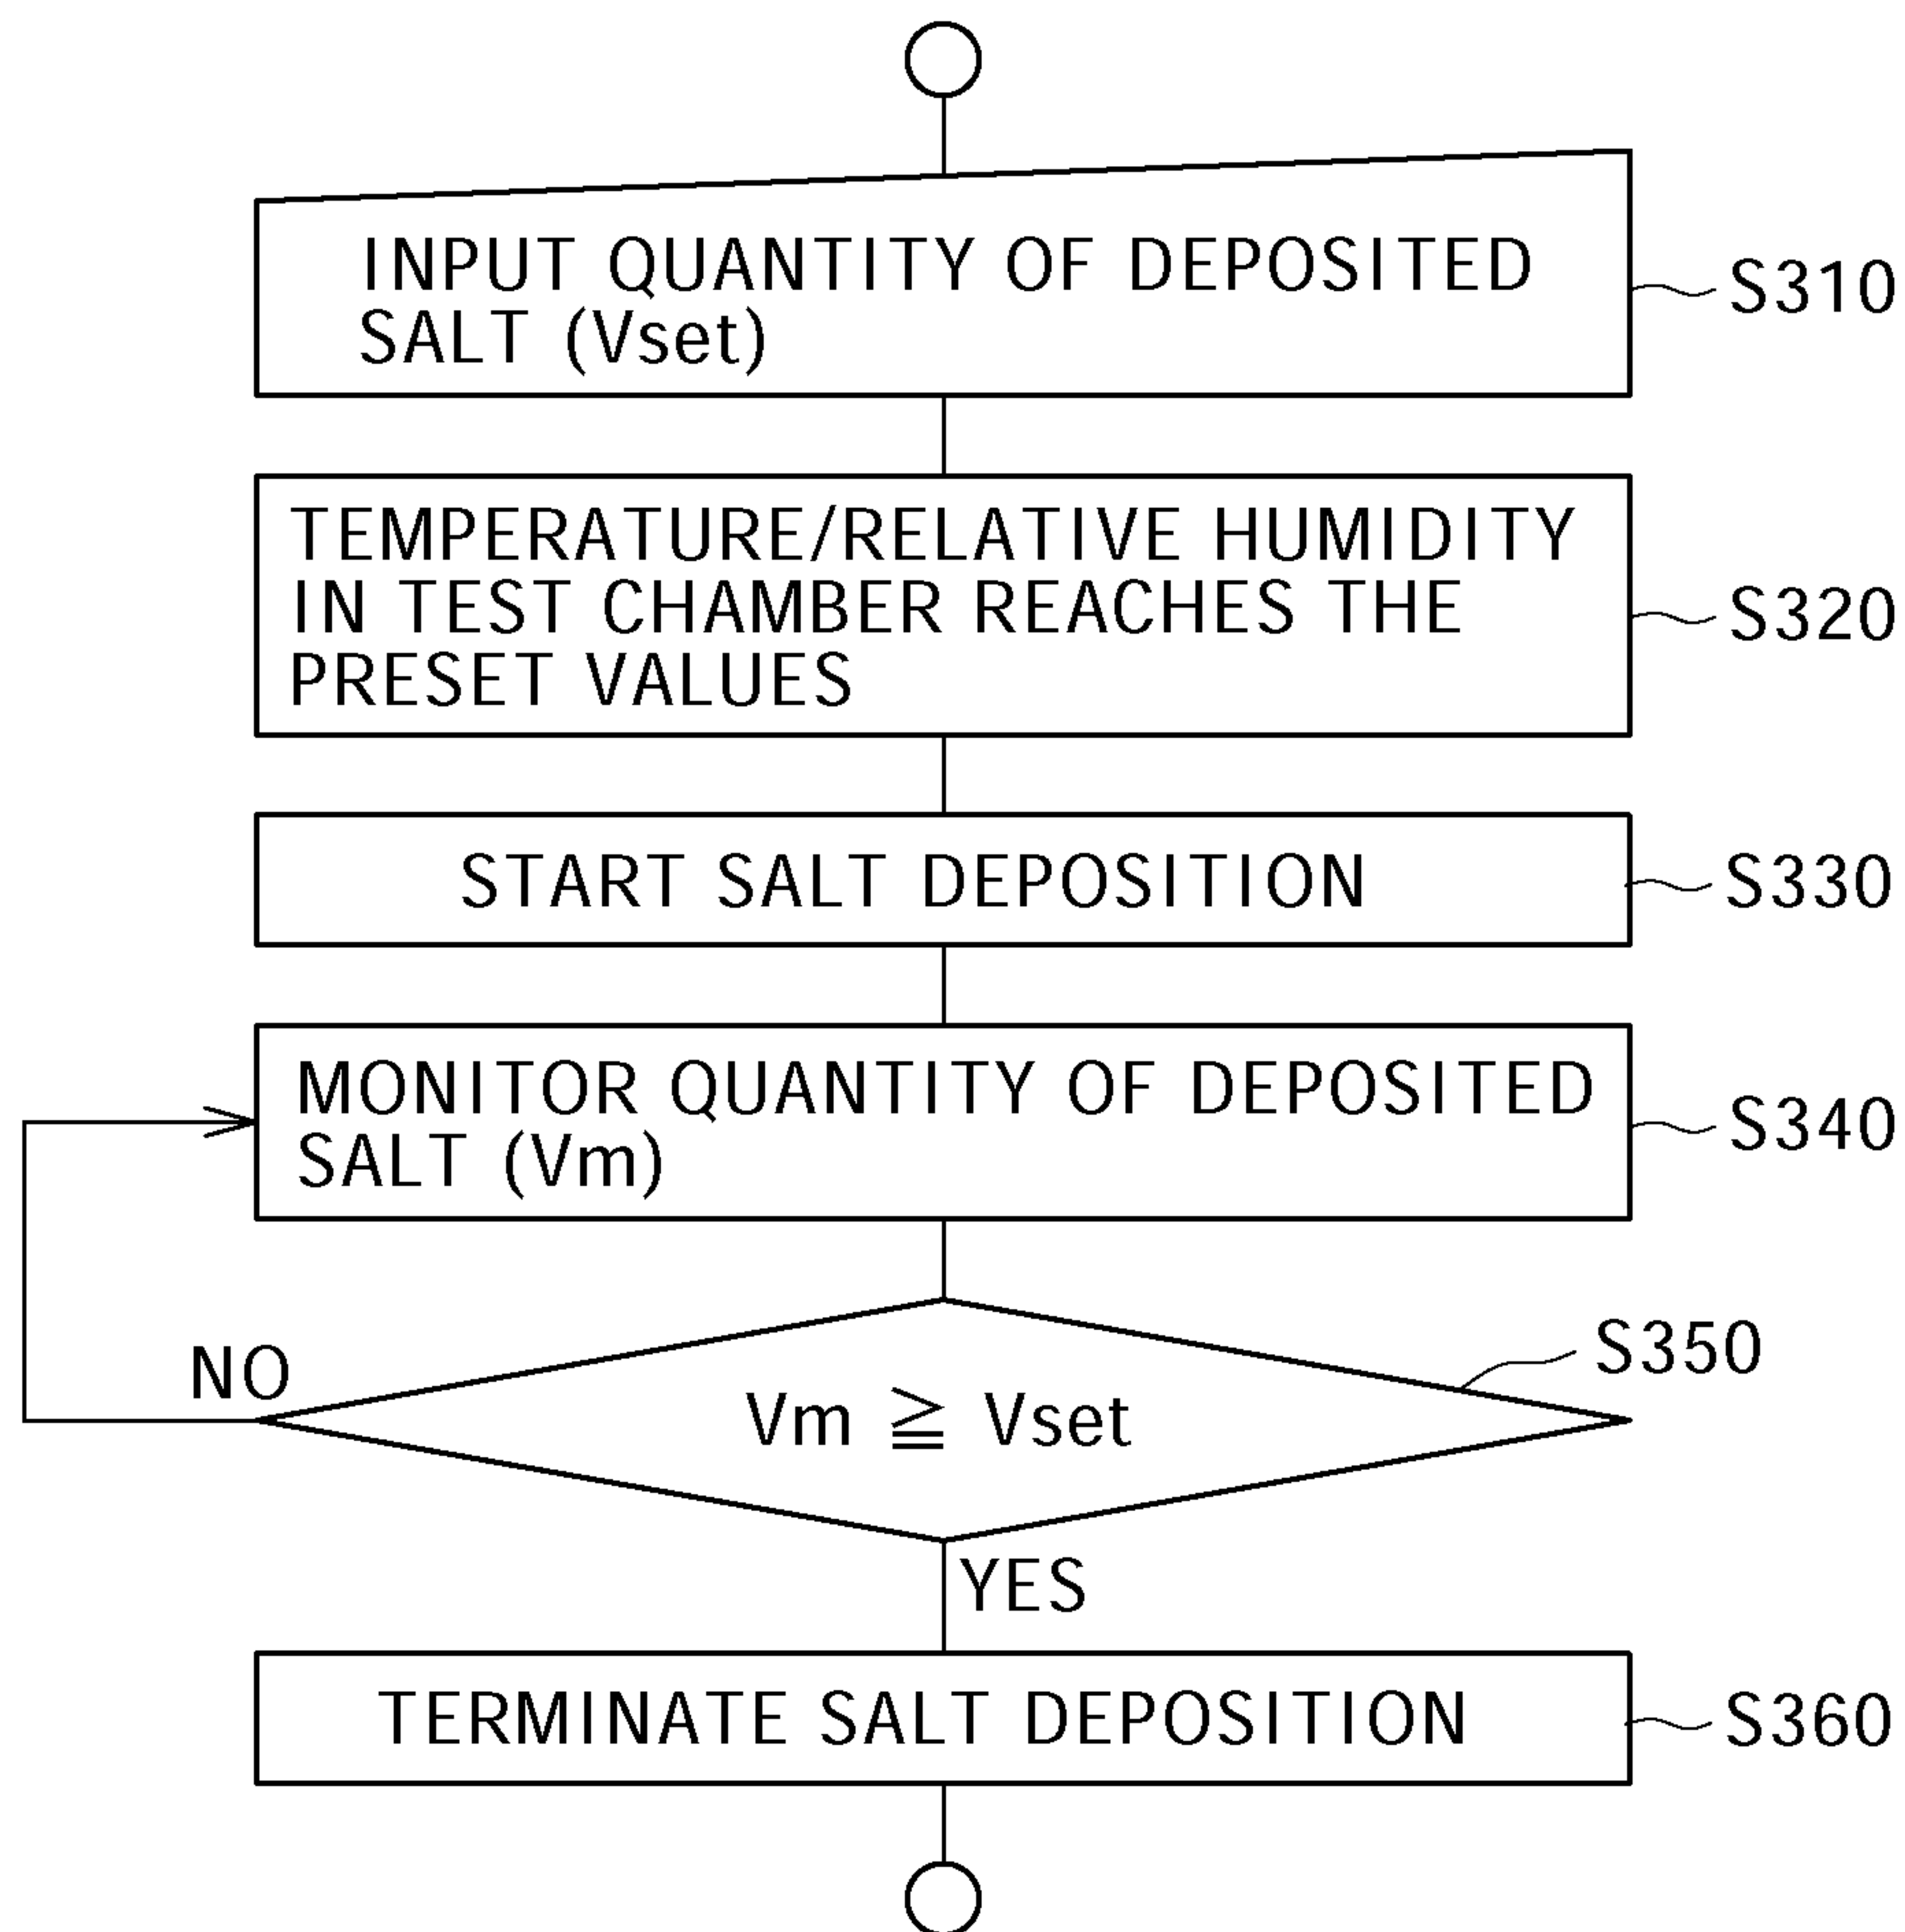 INPUT QUANTITY OF DEPOSITED
SALT (Vset)
S310
TEMPERATURE/RELATIVE HUMIDITY
IN TEST CHAMBER REACHES THE
PRESET VALUES
S320
START SALT DEPOSITION
S330
MONITOR QUANTITY OF DEPOSITED
SALT (Vm)
S340
S350
NO
Vm ≧ Vset
YES
TERMINATE SALT DEPOSITION
S360